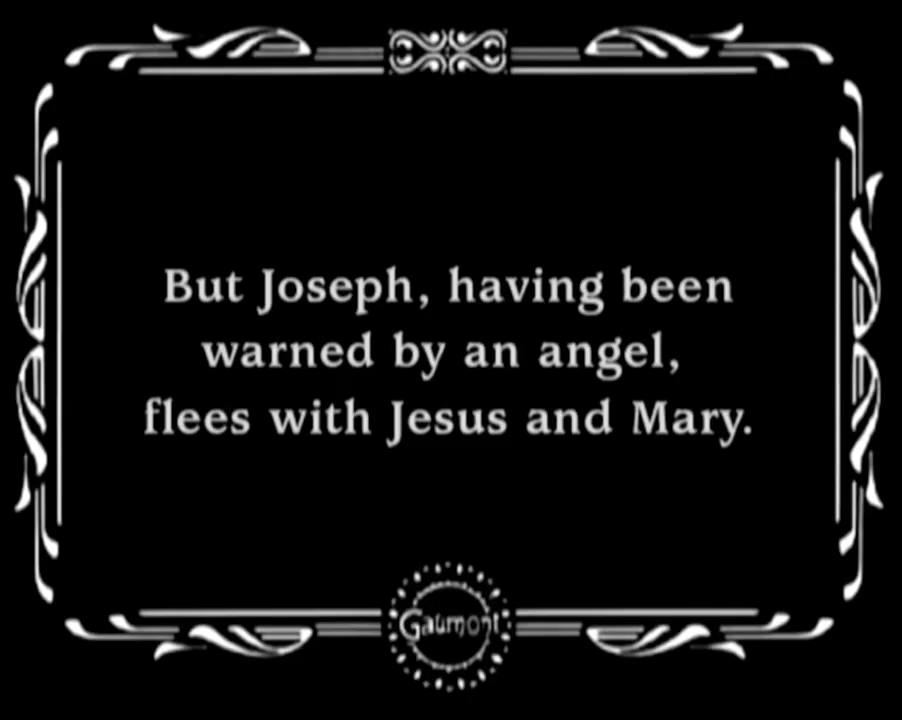 But Joseph, having been
warned by an angel,
flees with Jesus and Mary.
Gaumont